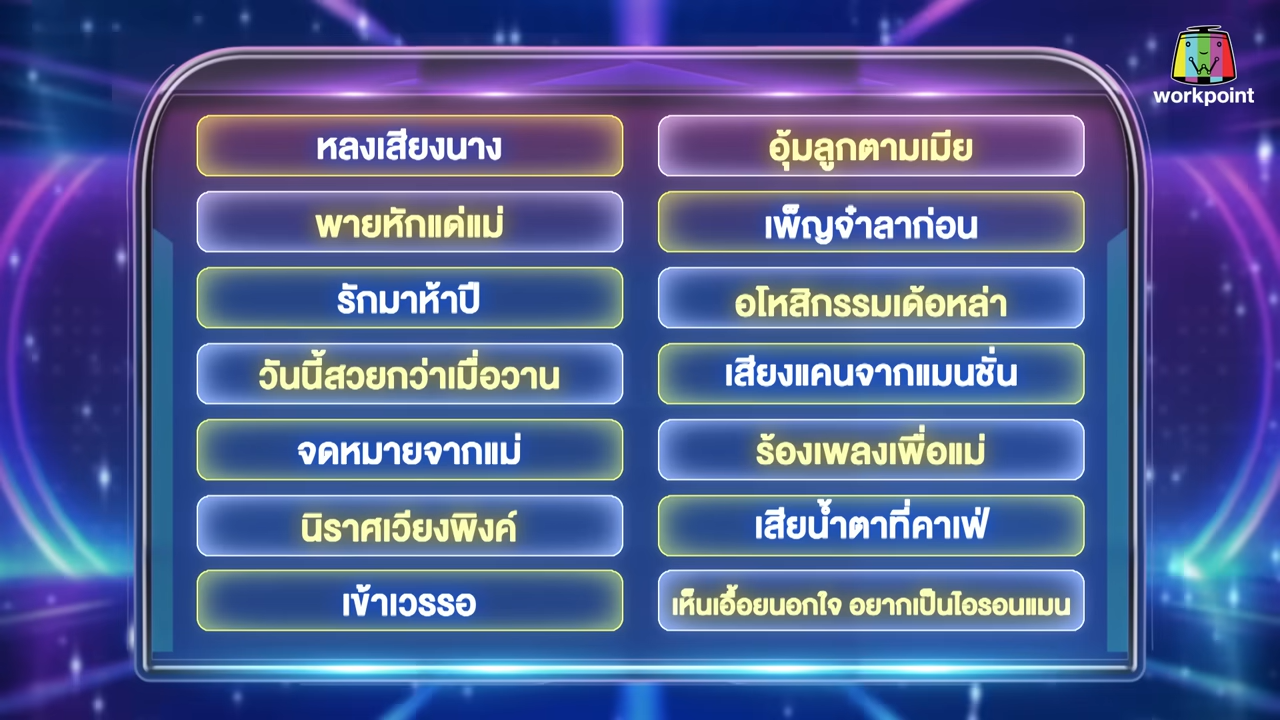 workpoint
หลงเสียงนาง
พายหักแด่แม่
รักมาห้าปี
วันนี้สวยกว่าเมื่อวาน
จดหมายจากแม่
นิราศเวียงพิงค์
เข้าเวรรอ
อุ้มลูกตามเมีย
เพ็ญจ๋าลาก่อน
อโหสิกรรมเด้อหล่า
เสียงแคนจากแมนชั่น
ร้องเพลงเพื่อแม่
เสียน้ำตาที่คาเฟ่
เห็นเอื้อยนอกใจ อยากเป็นไอรอนแมน